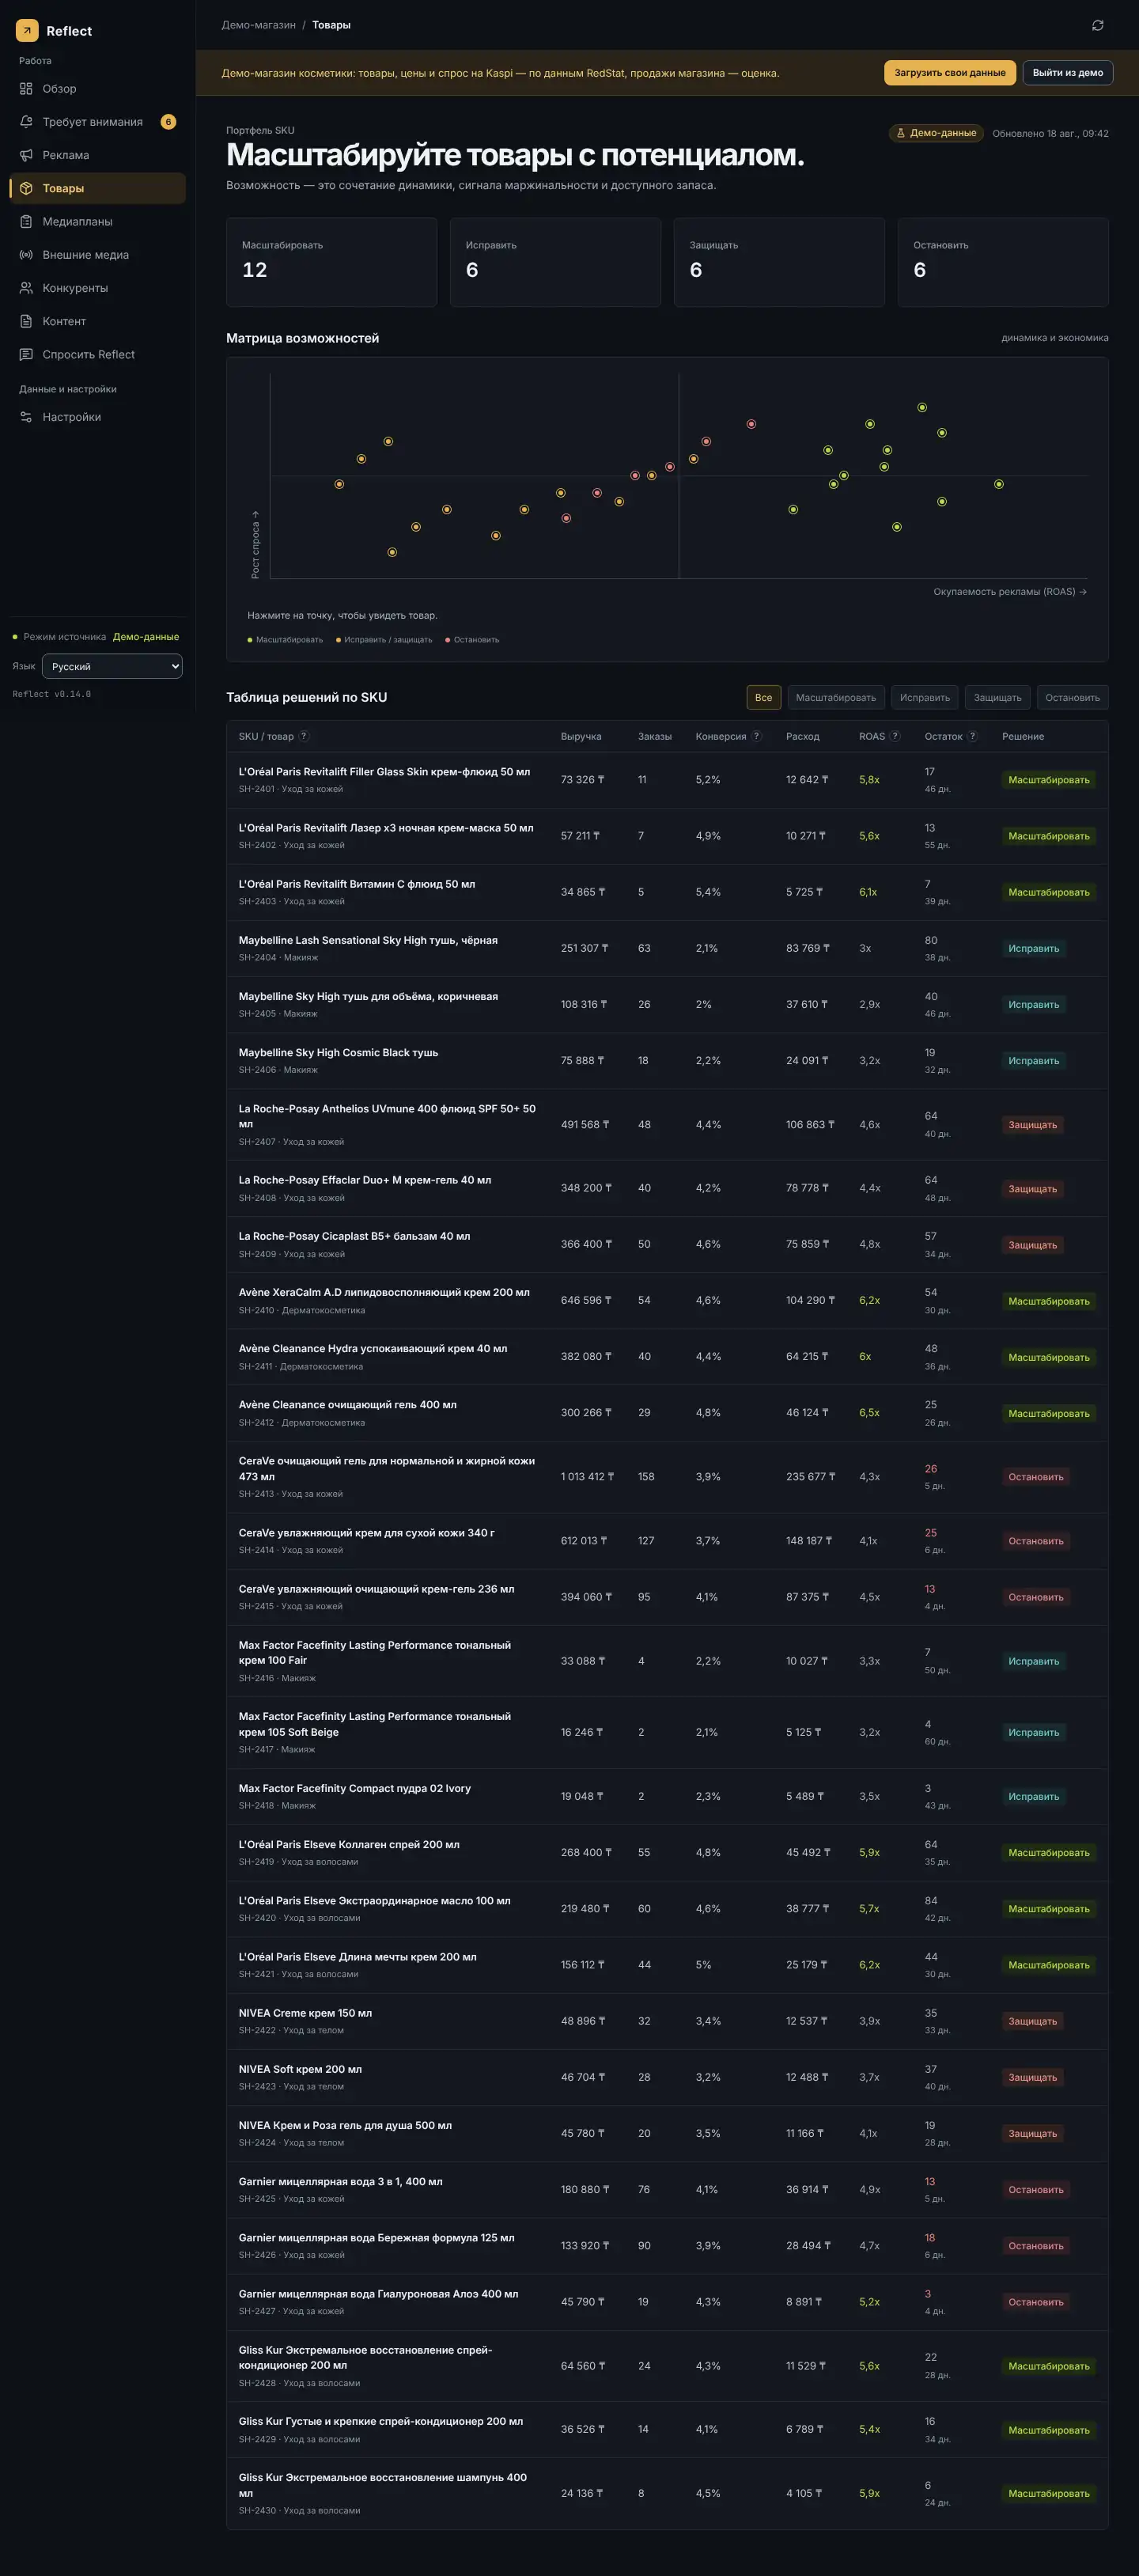 Reflect
Работа
Обзор
Требует внимания 6
Реклама
Товары
Медиапланы
Внешние медиа
Конкуренты
Контент
Спросить Reflect
Данные и настройки
Настройки
Режим источника Демо-данные
Язык Русский
Reflect v0.14.0
Демо-магазин / Товары
Демо-магазин косметики: товары, цены и спрос на Kaspi — по данным RedStat, продажи магазина — оценка.
Загрузить свои данные
Выйти из демо
Портфель SKU
Демо-данные Обновлено 18 авг., 09:42
Масштабируйте товары с потенциалом.
Возможность — это сочетание динамики, сигнала маржинальности и доступного запаса.
Масштабировать
12
Исправить
6
Защищать
6
Остановить
6
Матрица возможностей
динамика и экономика
Рост спроса →
Окупаемость рекламы (ROAS) →
Нажмите на точку, чтобы увидеть товар.
Масштабировать Исправить / защищать Остановить
Таблица решений по SKU
Все Масштабировать Исправить Защищать Остановить
SKU / товар ? Выручка Заказы Конверсия ? Расход ROAS ? Остаток ? Решение
L'Oréal Paris Revitalift Filler Glass Skin крем-флюид 50 мл
SH-2401 · Уход за кожей
73 326 ₸ 11 5,2% 12 642 ₸ 5,8x 17
46 дн.
Масштабировать
L'Oréal Paris Revitalift Лазер x3 ночная крем-маска 50 мл
SH-2402 · Уход за кожей
57 211 ₸ 7 4,9% 10 271 ₸ 5,6x 13
55 дн.
Масштабировать
L'Oréal Paris Revitalift Витамин С флюид 50 мл
SH-2403 · Уход за кожей
34 865 ₸ 5 5,4% 5 725 ₸ 6,1x 7
39 дн.
Масштабировать
Maybelline Lash Sensational Sky High тушь, чёрная
SH-2404 · Макияж
251 307 ₸ 63 2,1% 83 769 ₸ 3x 80
38 дн.
Исправить
Maybelline Sky High тушь для объёма, коричневая
SH-2405 · Макияж
108 316 ₸ 26 2% 37 610 ₸ 2,9x 40
46 дн.
Исправить
Maybelline Sky High Cosmic Black тушь
SH-2406 · Макияж
75 888 ₸ 18 2,2% 24 091 ₸ 3,2x 19
32 дн.
Исправить
La Roche-Posay Anthelios UVmune 400 флюид SPF 50+ 50
мл
SH-2407 · Уход за кожей
491 568 ₸ 48 4,4% 106 863 ₸ 4,6x 64
40 дн.
Защищать
La Roche-Posay Effaclar Duo+ M крем-гель 40 мл
SH-2408 · Уход за кожей
348 200 ₸ 40 4,2% 78 778 ₸ 4,4x 64
48 дн.
Защищать
La Roche-Posay Cicaplast B5+ бальзам 40 мл
SH-2409 · Уход за кожей
366 400 ₸ 50 4,6% 75 859 ₸ 4,8x 57
34 дн.
Защищать
Avène XeraCalm A.D липидовосполняющий крем 200 мл
SH-2410 · Дерматокосметика
646 596 ₸ 54 4,6% 104 290 ₸ 6,2x 54
30 дн.
Масштабировать
Avène Cleanance Hydra успокаивающий крем 40 мл
SH-2411 · Дерматокосметика
382 080 ₸ 40 4,4% 64 215 ₸ 6x 48
36 дн.
Масштабировать
Avène Cleanance очищающий гель 400 мл
SH-2412 · Дерматокосметика
300 266 ₸ 29 4,8% 46 124 ₸ 6,5x 25
26 дн.
Масштабировать
CeraVe очищающий гель для нормальной и жирной кожи
473 мл
SH-2413 · Уход за кожей
1 013 412 ₸ 158 3,9% 235 677 ₸ 4,3x 26
5 дн.
Остановить
CeraVe увлажняющий крем для сухой кожи 340 г
SH-2414 · Уход за кожей
612 013 ₸ 127 3,7% 148 187 ₸ 4,1x 25
6 дн.
Остановить
CeraVe увлажняющий очищающий крем-гель 236 мл
SH-2415 · Уход за кожей
394 060 ₸ 95 4,1% 87 375 ₸ 4,5x 13
4 дн.
Остановить
Max Factor Facefinity Lasting Performance тональный
крем 100 Fair
SH-2416 · Макияж
33 088 ₸ 4 2,2% 10 027 ₸ 3,3x 7
50 дн.
Исправить
Max Factor Facefinity Lasting Performance тональный
крем 105 Soft Beige
SH-2417 · Макияж
16 246 ₸ 2 2,1% 5 125 ₸ 3,2x 4
60 дн.
Исправить
Max Factor Facefinity Compact пудра 02 Ivory
SH-2418 · Макияж
19 048 ₸ 2 2,3% 5 489 ₸ 3,5x 3
43 дн.
Исправить
L'Oréal Paris Elseve Коллаген спрей 200 мл
SH-2419 · Уход за волосами
268 400 ₸ 55 4,8% 45 492 ₸ 5,9x 64
35 дн.
Масштабировать
L'Oréal Paris Elseve Экстраординарное масло 100 мл
SH-2420 · Уход за волосами
219 480 ₸ 60 4,6% 38 777 ₸ 5,7x 84
42 дн.
Масштабировать
L'Oréal Paris Elseve Длина мечты крем 200 мл
SH-2421 · Уход за волосами
156 112 ₸ 44 5% 25 179 ₸ 6,2x 44
30 дн.
Масштабировать
NIVEA Creme крем 150 мл
SH-2422 · Уход за телом
48 896 ₸ 32 3,4% 12 537 ₸ 3,9x 35
33 дн.
Защищать
NIVEA Soft крем 200 мл
SH-2423 · Уход за телом
46 704 ₸ 28 3,2% 12 488 ₸ 3,7x 37
40 дн.
Защищать
NIVEA Крем и Роза гель для душа 500 мл
SH-2424 · Уход за телом
45 780 ₸ 20 3,5% 11 166 ₸ 4,1x 19
28 дн.
Защищать
Garnier мицеллярная вода 3 в 1, 400 мл
SH-2425 · Уход за кожей
180 880 ₸ 76 4,1% 36 914 ₸ 4,9x 13
5 дн.
Остановить
Garnier мицеллярная вода Бережная формула 125 мл
SH-2426 · Уход за кожей
133 920 ₸ 90 3,9% 28 494 ₸ 4,7x 18
6 дн.
Остановить
Garnier мицеллярная вода Гиалуроновая Алоэ 400 мл
SH-2427 · Уход за кожей
45 790 ₸ 19 4,3% 8 891 ₸ 5,2x 3
4 дн.
Остановить
Gliss Kur Экстремальное восстановление спрей-
кондиционер 200 мл
SH-2428 · Уход за волосами
64 560 ₸ 24 4,3% 11 529 ₸ 5,6x 22
28 дн.
Масштабировать
Gliss Kur Густые и крепкие спрей-кондиционер 200 мл
SH-2429 · Уход за волосами
36 526 ₸ 14 4,1% 6 789 ₸ 5,4x 16
34 дн.
Масштабировать
Gliss Kur Экстремальное восстановление шампунь 400
мл
SH-2430 · Уход за волосами
24 136 ₸ 8 4,5% 4 105 ₸ 5,9x 6
24 дн.
Масштабировать